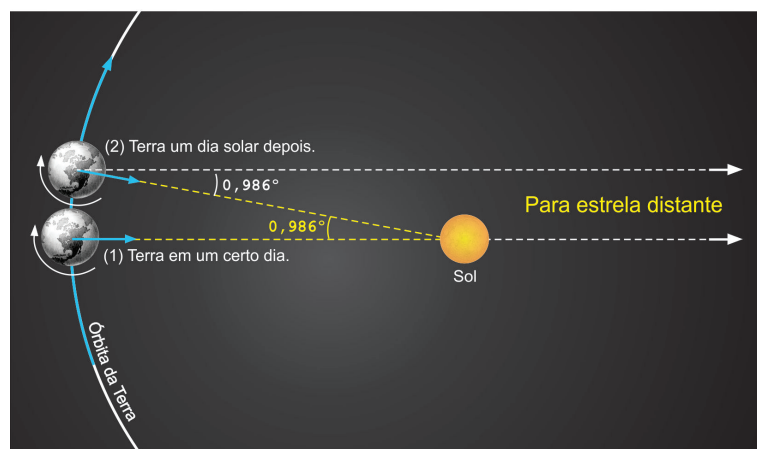 (2) Terra um dia solar depois.
0,986°
Para estrela distante
0,986°
(1) Terra em um certo dia.
Sol
Órbita da Terra